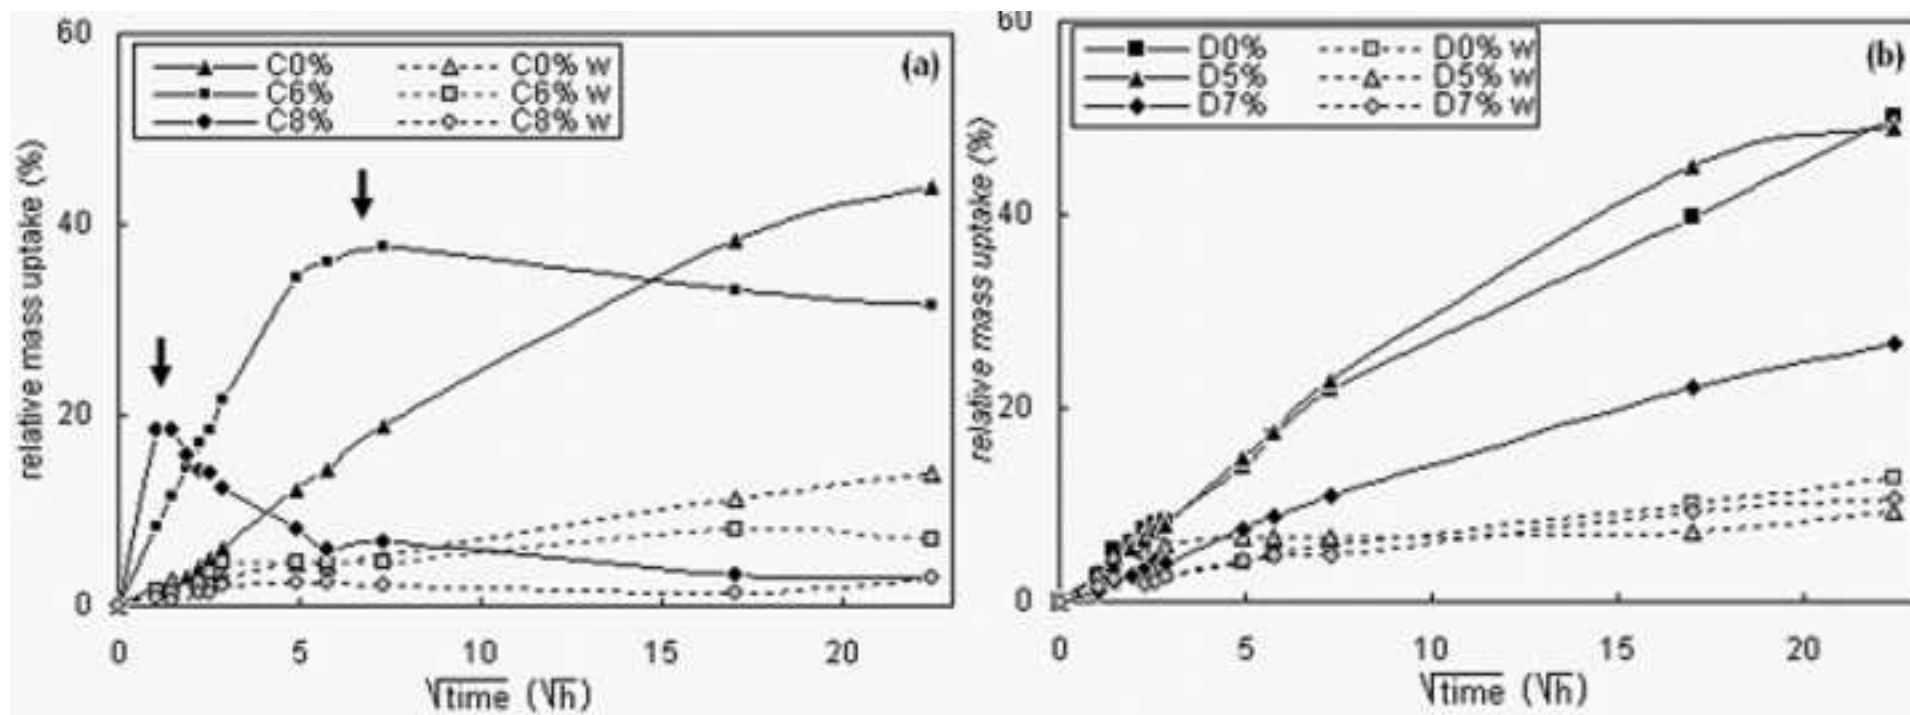 60
(a)
C0%
C0% w
C6%
C6% w
C8%
C8% w
40
20
0
relative mass uptake (%)
0 5 10 15 20
√time (√h)
60
(b)
D0%
D0% w
D5%
D5% w
D7%
D7% w
40
20
0
relative mass uptake (%)
0 5 10 15 20
√time (√h)